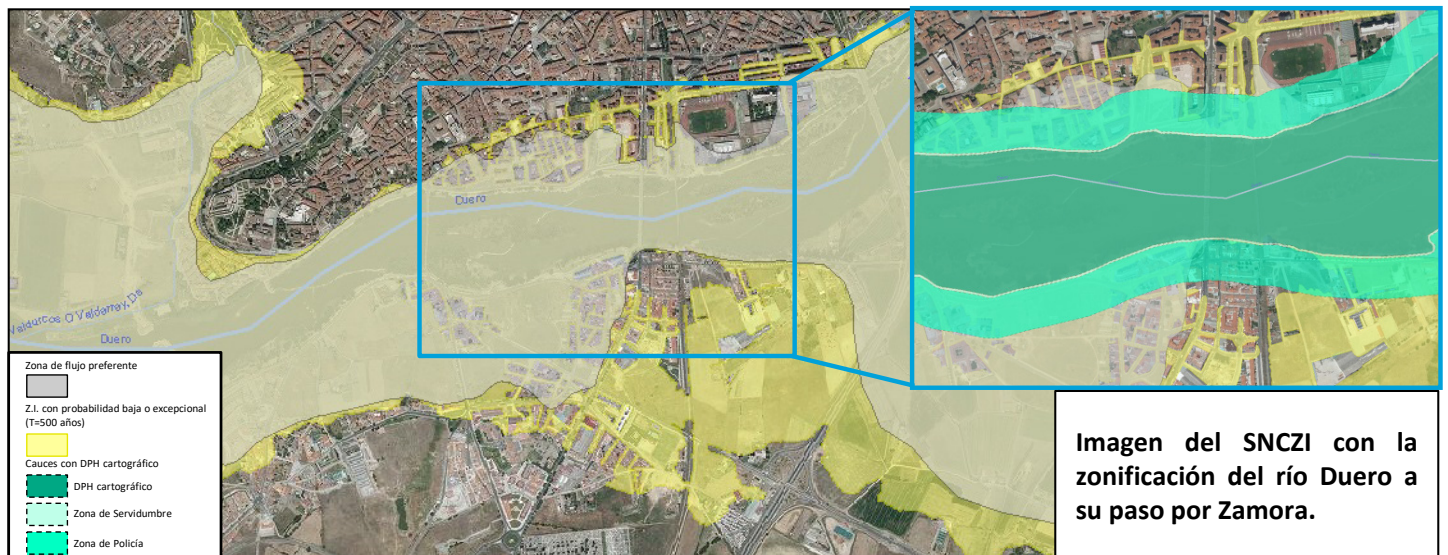 Duero
Valdurcos O Valderrey, De
Duero
Zona de flujo preferente
Z.I. con probabilidad baja o excepcional
(T=500 años)
Cauces con DPH cartográfico
DPH cartográfico
Zona de Servidumbre
Zona de Policía
Imagen del SNCZI con la
zonificación del río Duero a
su paso por Zamora.